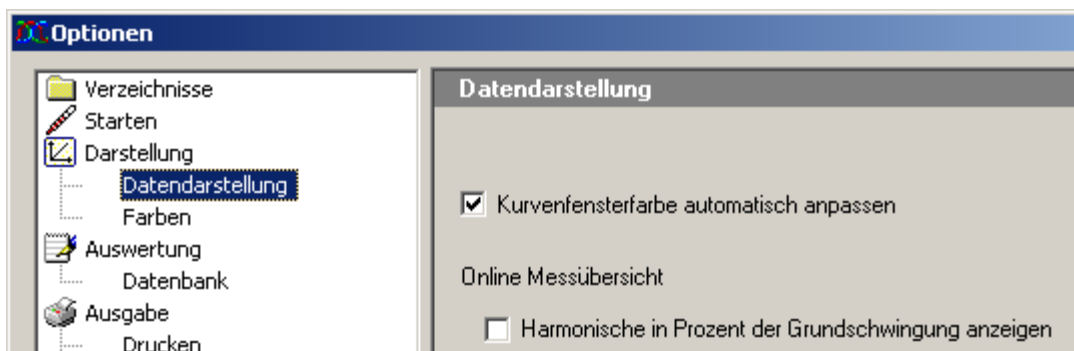 Optionen
Verzeichnisse
Starten
Darstellung
Datendarstellung
Farben
Auswertung
Datenbank
Ausgabe
Drucken
Datendarstellung
Kurvenfensterfarbe automatisch anpassen
Online Messübersicht
Harmonische in Prozent der Grundschwingung anzeigen